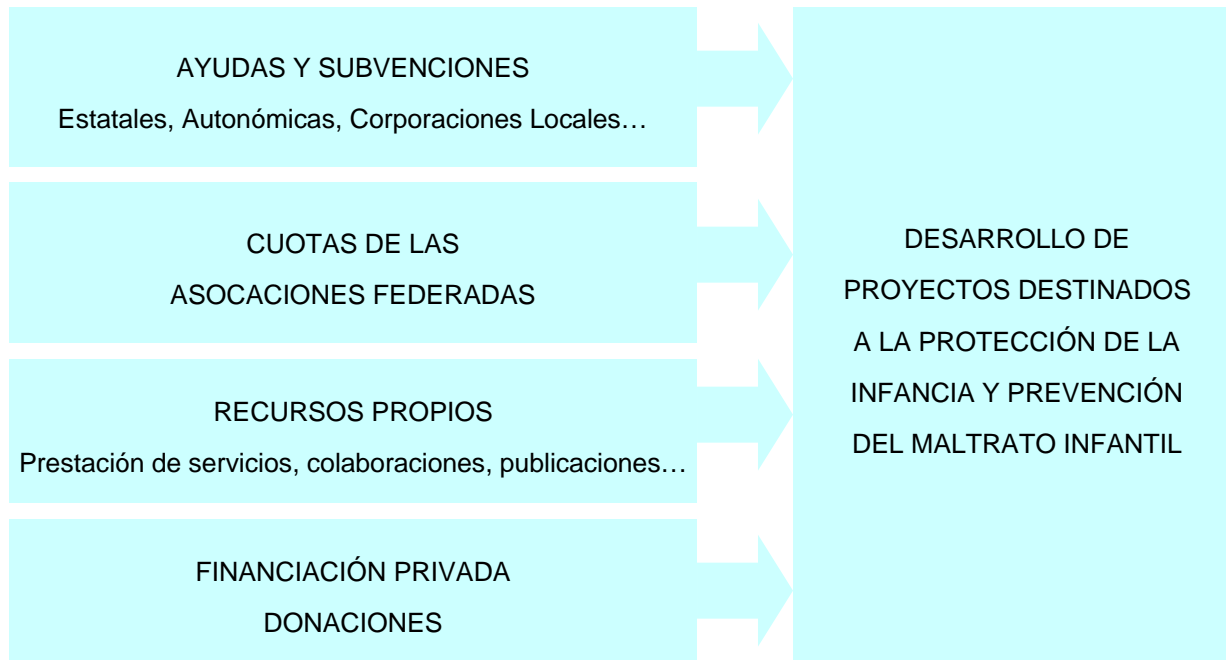 AYUDAS Y SUBVENCIONES
Estatales, Autonómicas, Corporaciones Locales…
CUOTAS DE LAS
ASOCACIONES FEDERADAS
RECURSOS PROPIOS
Prestación de servicios, colaboraciones, publicaciones…
FINANCIACIÓN PRIVADA
DONACIONES
DESARROLLO DE
PROYECTOS DESTINADOS
A LA PROTECCIÓN DE LA
INFANCIA Y PREVENCIÓN
DEL MALTRATO INFANTIL